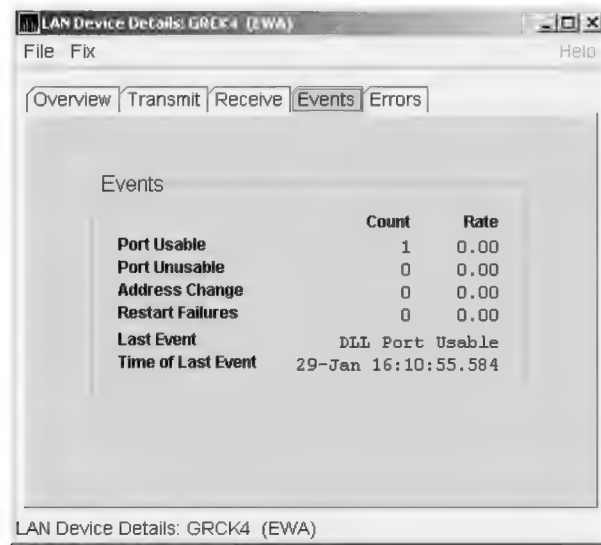 LAN Device Details: GRCK4 (EWA)
File Fix Help
Overview Transmit Receive Events Errors
Events
Count Rate
Port Usable 1 0.00
Port Unusable 0 0.00
Address Change 0 0.00
Restart Failures 0 0.00
Last Event DLL Port Usable
Time of Last Event 29-Jan 16:10:55.584
LAN Device Details: GRCK4 (EWA)